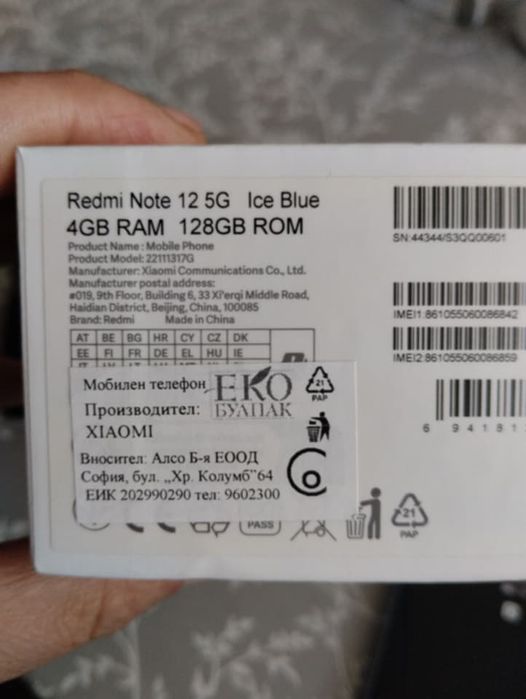 Redmi Note 12 5G Ice Blue
4GB RAM 128GB ROM
Product Name : Mobile Phone
Product Model: 22111317G
Manufacturer: Xiaomi Communications Co., Ltd.
Manufacturer postal address:
#019, 9th Floor, Building 6, 33 Xi'erqi Middle Road,
Haidian District, Beijing, China, 100085
Brand: Redmi Made in China
AT BE BG HR CY CZ DK
EE FI FR DE EL HU IE
SN:44344/S3QQ00601
IMEI1:861055060086842
IMEI2:861055060086859
6 94181
Мобилен телефон
ЕКО
БУЛПАК
Производител:
XIAOMI
Вносител: Алсо Б-я ЕООД
София, бул. „Хр. Колумб"64
ЕИК 202990290 тел: 9602300
21
PAP
PASS
21
PAP